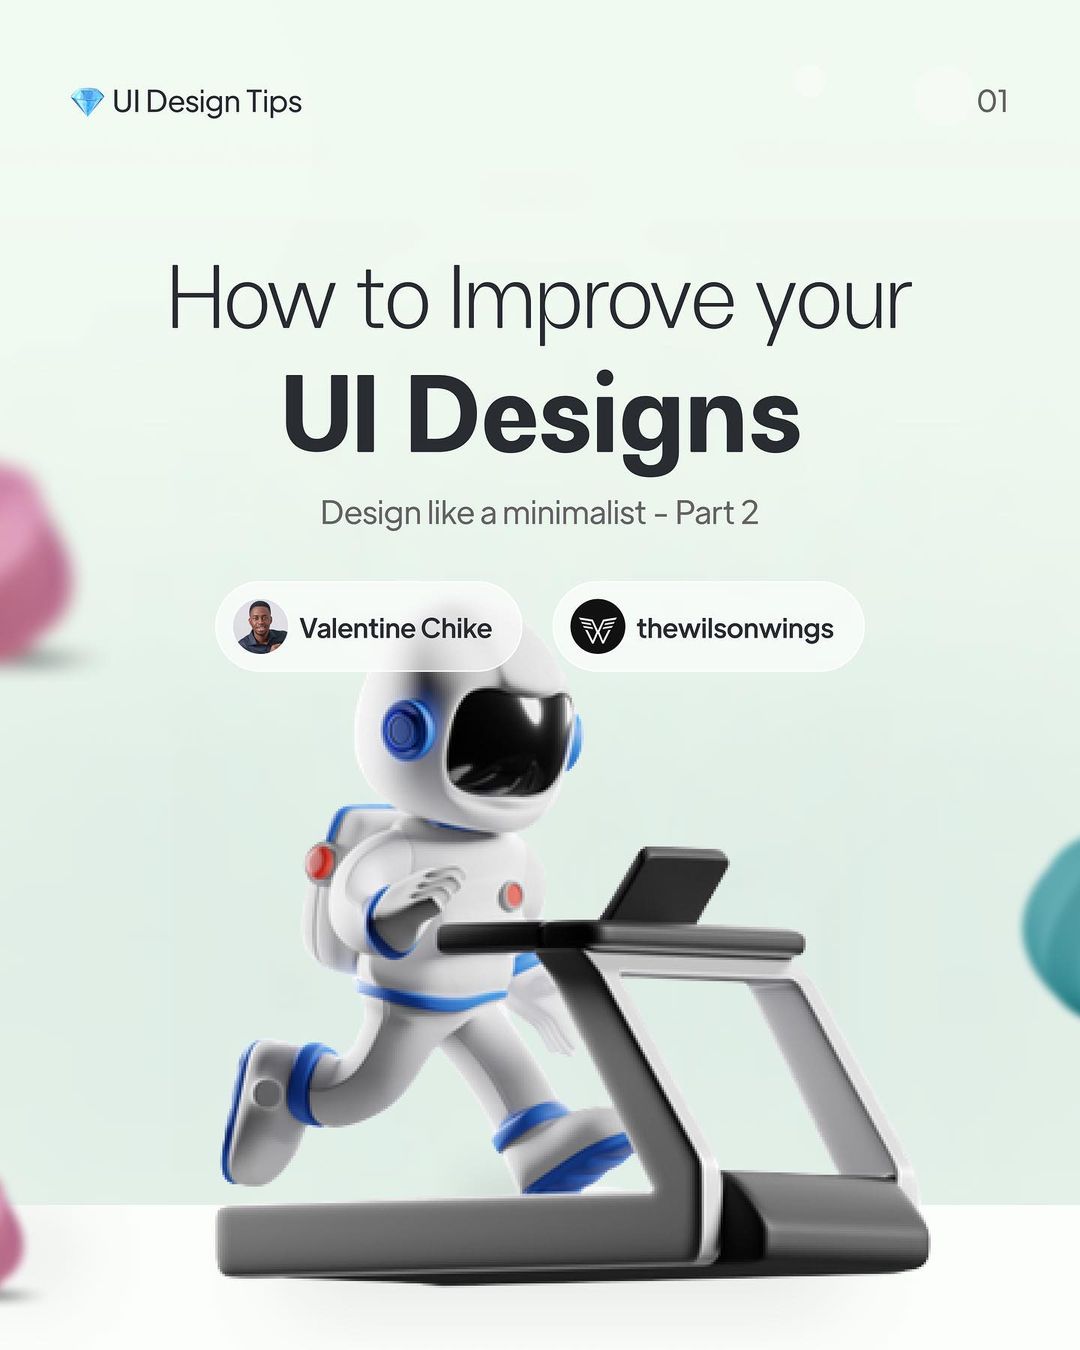 UI Design Tips
01
How to Improve your
UI Designs
Design like a minimalist - Part 2
Valentine Chike
thewilsonwings